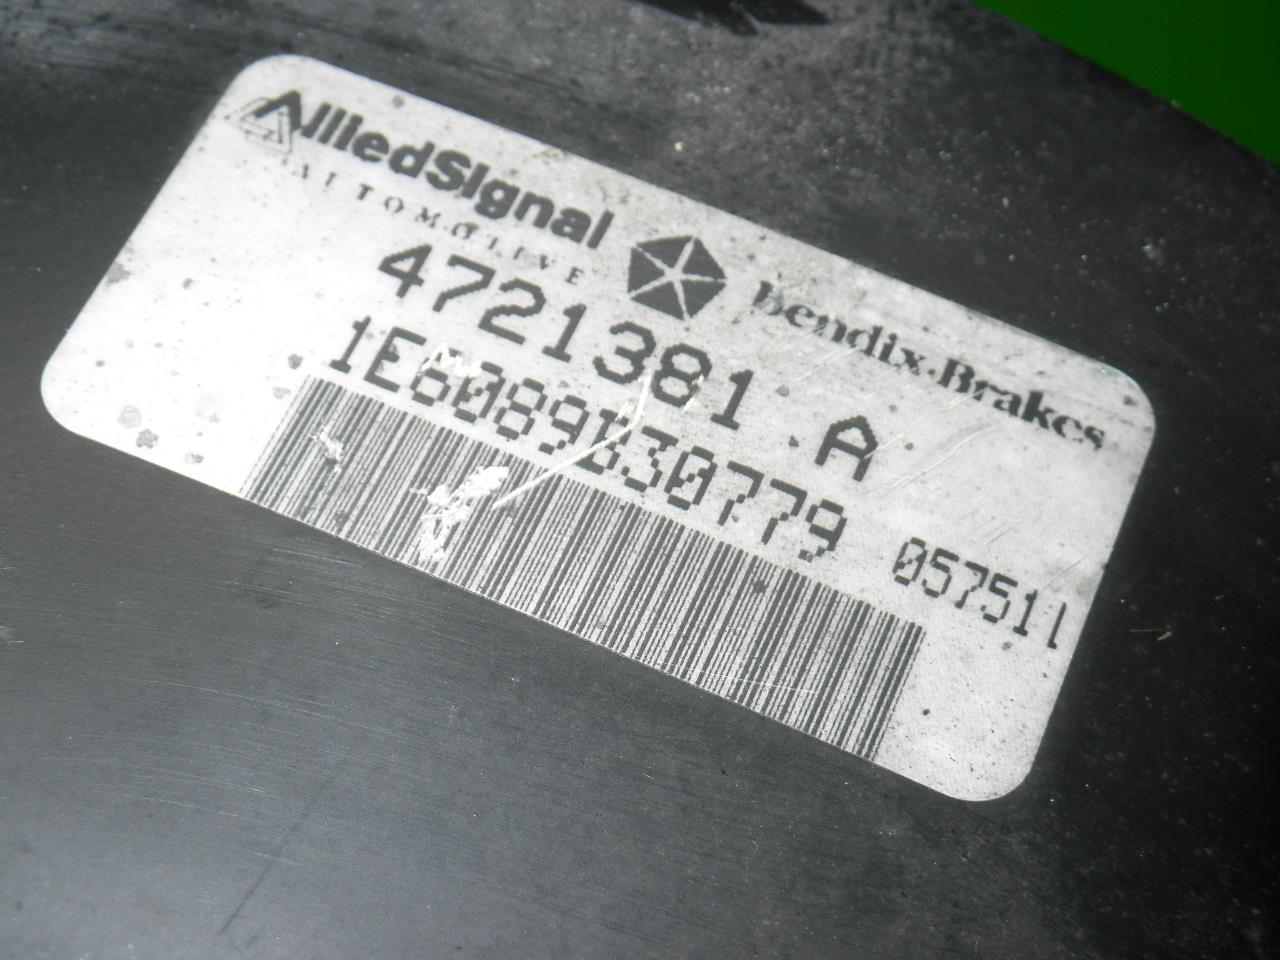 AlliedSignal
AUTOMOTIVE
Bendix Brakes
4721381 A
1E6089B30779
057511